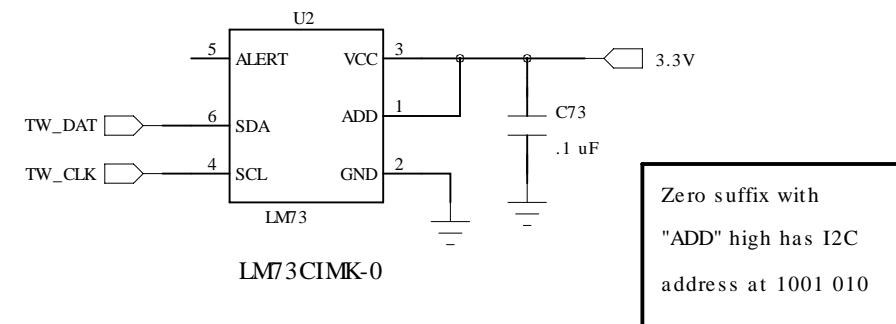 U2
5 ALERT VCC 3 3.3V
ADD 1 C73
TW_DAT 6 SDA
.1 uF
TW_CLK 4 SCL GND 2
LM73
LM73CIMK-0
Zero suffix with
"ADD" high has I2C
address at 1001 010